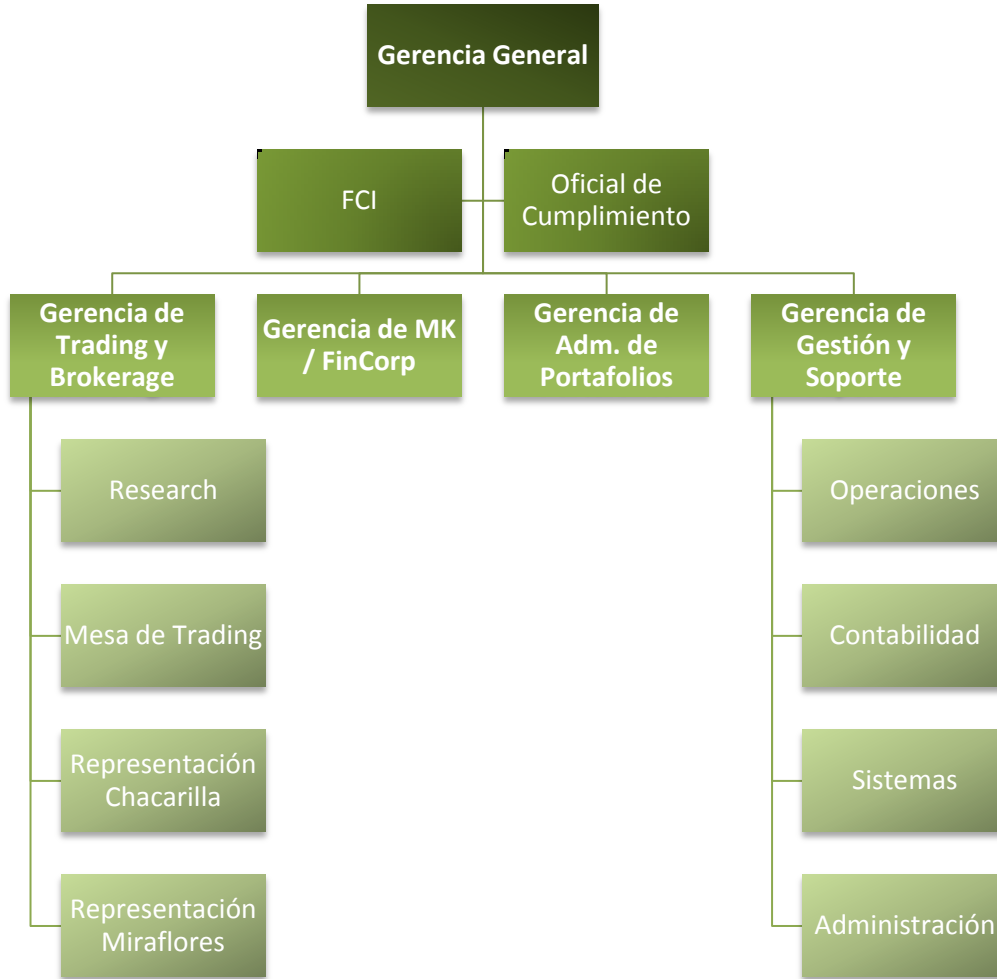 Gerencia General
FCI
Oficial de
Cumplimiento
Gerencia de
Trading y
Brokerage
Gerencia de MK
/ FinCorp
Gerencia de
Adm. de
Portafolios
Gerencia de
Gestión y
Soporte
Research
Mesa de Trading
Representación
Chacarilla
Representación
Miraflores
Operaciones
Contabilidad
Sistemas
Administración